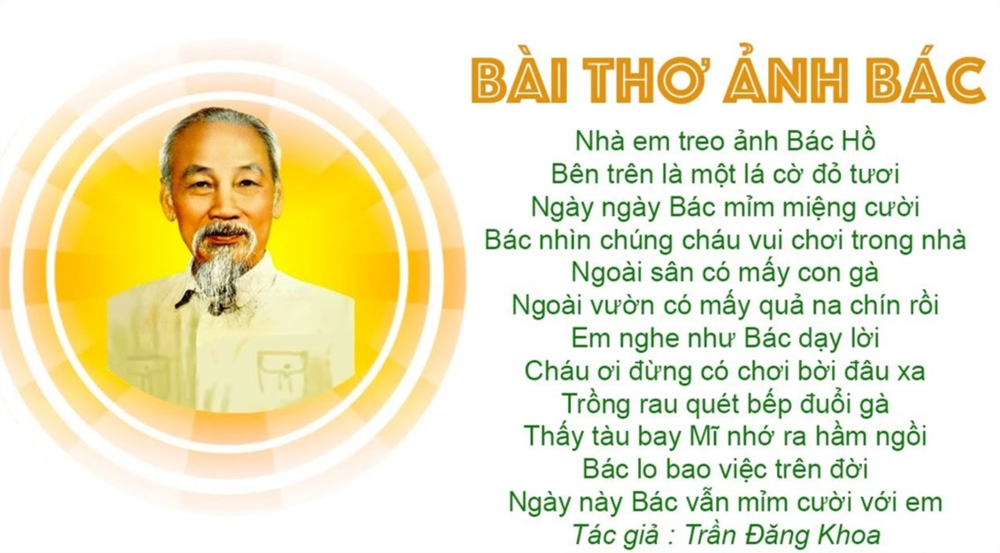 BÀI THƠ ẢNH BÁC
Nhà em treo ảnh Bác Hồ
Bên trên là một lá cờ đỏ tươi
Ngày ngày Bác mỉm miệng cười
Bác nhìn chúng cháu vui chơi trong nhà
Ngoài sân có mấy con gà
Ngoài vườn có mấy quả na chín rồi
Em nghe như Bác dạy lời
Cháu ơi đừng có chơi bời đâu xa
Trồng rau quét bếp đuổi gà
Thấy tàu bay Mĩ nhớ ra hầm ngồi
Bác lo bao việc trên đời
Ngày này Bác vẫn mỉm cười với em
Tác giả : Trần Đăng Khoa